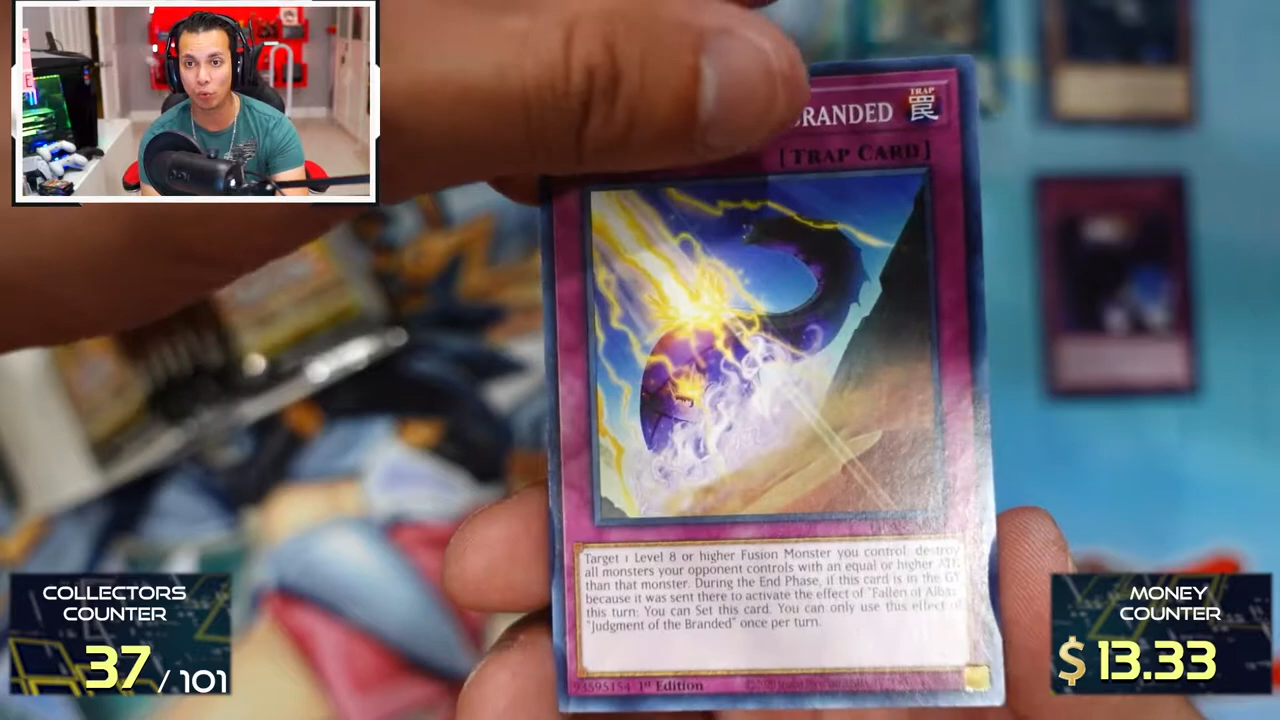 BRANDED
TRAP
罠
[TRAP CARD]
Target 1 Level 8 or higher Fusion Monster you control; destroy
all monsters your opponent controls with an equal or higher ATK
than that monster. During the End Phase, if this card is in the GY
because it was sent there to activate the effect of "Fallen of Albaz"
this turn: You can Set this card. You can only use this effect of
"Judgment of the Branded" once per turn.
93595154 1st Edition
COLLECTORS
COUNTER
37 / 101
MONEY
COUNTER
$ 13.33